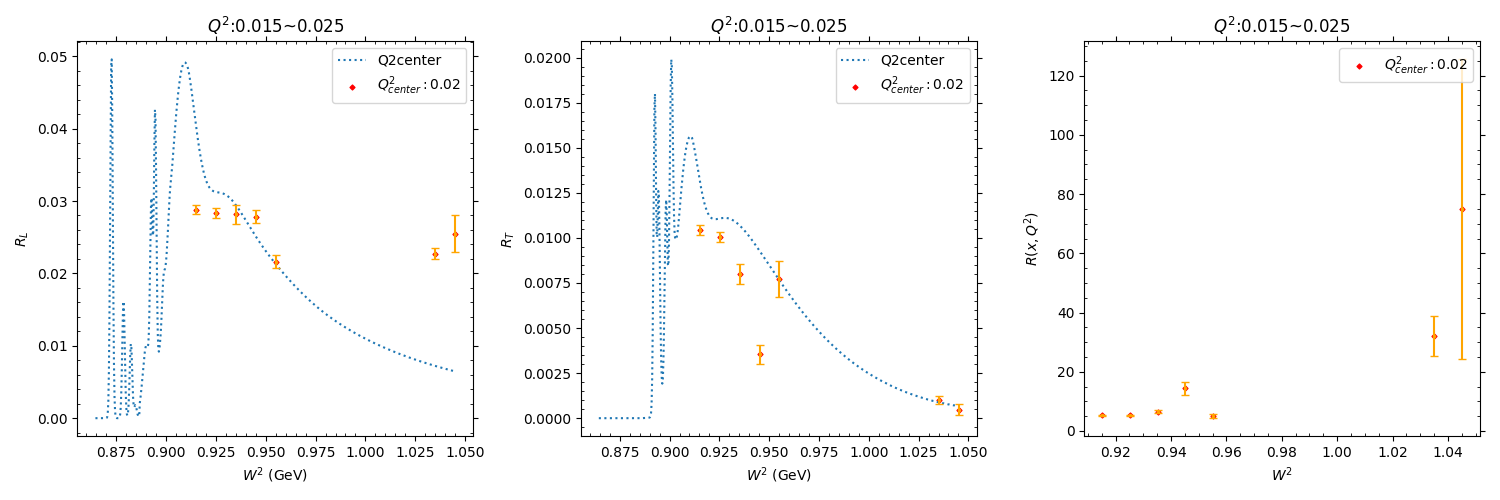 Q²:0.015~0.025
R_L
0.05
0.04
0.03
0.02
0.01
0.00
Q2center
Q²_center : 0.02
0.875 0.900 0.925 0.950 0.975 1.000 1.025 1.050
W² (GeV)
Q²:0.015~0.025
R_T
0.0200
0.0175
0.0150
0.0125
0.0100
0.0075
0.0050
0.0025
0.0000
Q2center
Q²_center : 0.02
0.875 0.900 0.925 0.950 0.975 1.000 1.025 1.050
W² (GeV)
Q²:0.015~0.025
R(x, Q²)
120
100
80
60
40
20
0
Q²_center : 0.02
0.92 0.94 0.96 0.98 1.00 1.02 1.04
W²